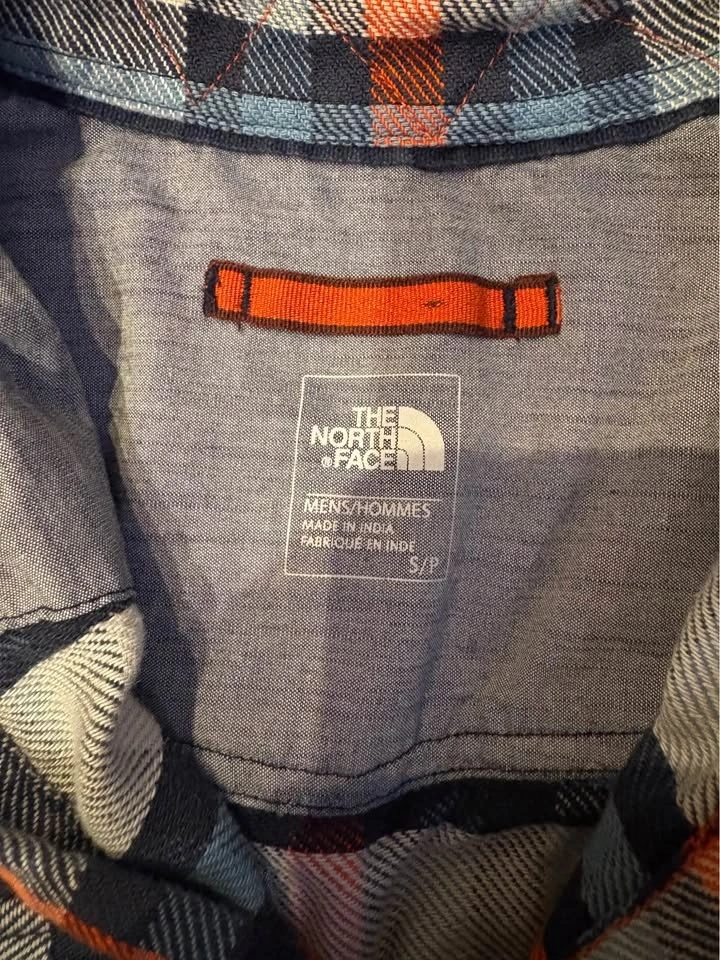 THE
NORTH
®FACE
MENS/HOMMES
MADE IN INDIA
FABRIQUÉ EN INDE
S/P